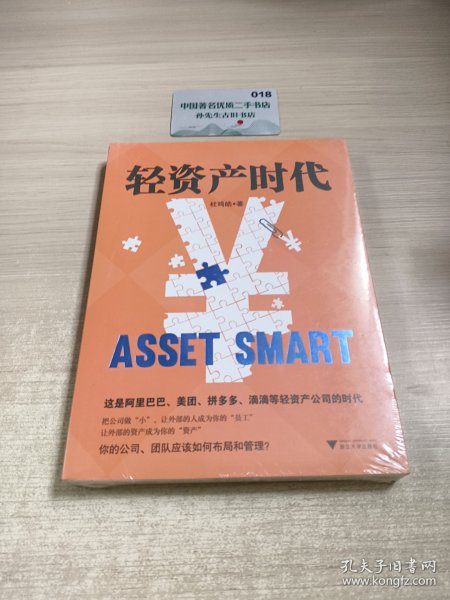 018
中国著名优质二手书店
孙先生古旧书店
轻资产时代
杜鸣皓·著
ASSET SMART
这是阿里巴巴、美团、拼多多、滴滴等轻资产公司的时代
把公司做“小”，让外部的人成为你的“员工”
让外部的资产成为你的“资产”
你的公司、团队应该如何布局和管理？
浙江大学出版社
孔夫子旧书网
www.kongfz.com